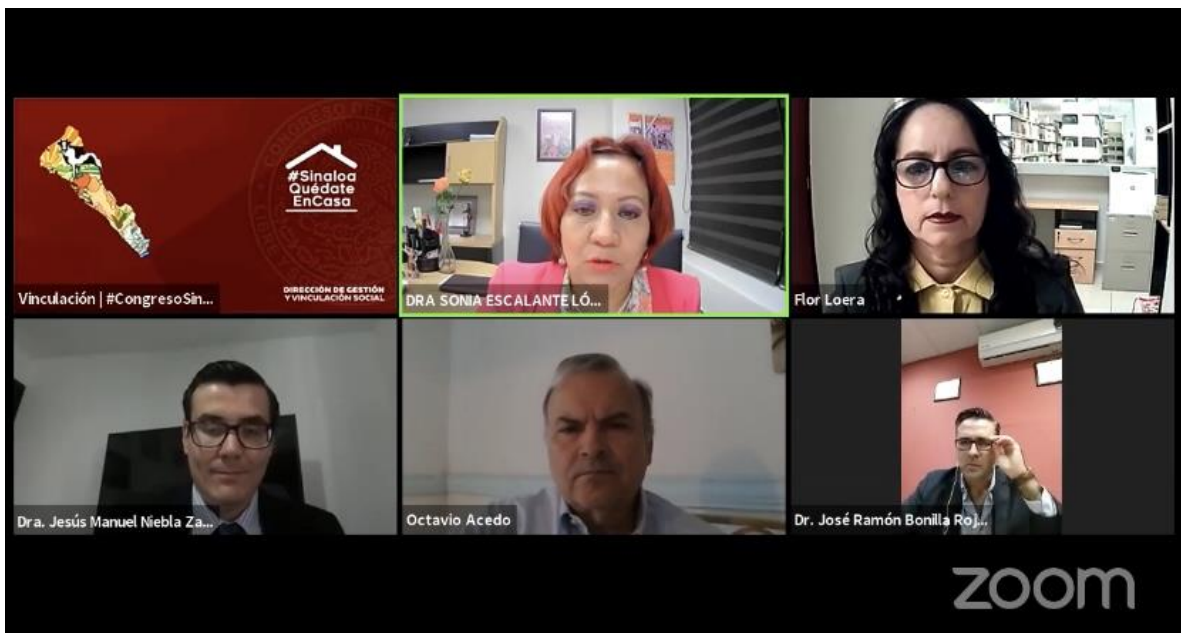 #Sinaloa
Quédate
EnCasa
DIRECCIÓN DE GESTIÓN
Y VINCULACIÓN SOCIAL
Vinculación | #CongresoSin...
DRA SONIA ESCALANTE LÓ...
Flor Loera
Dra. Jesús Manuel Niebla Za...
Octavio Acedo
Dr. José Ramón Bonilla Roj...
zoom